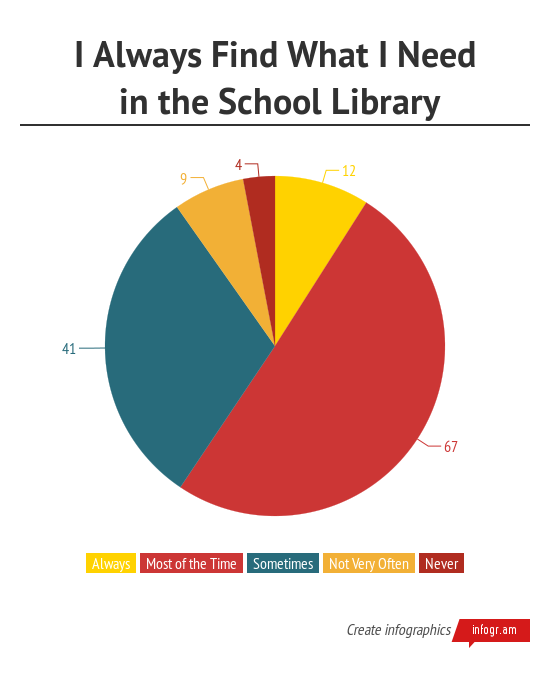 I Always Find What I Need
in the School Library
4
12
9
41
67
Always Most of the Time Sometimes Not Very Often Never
Create infographics infogr.am